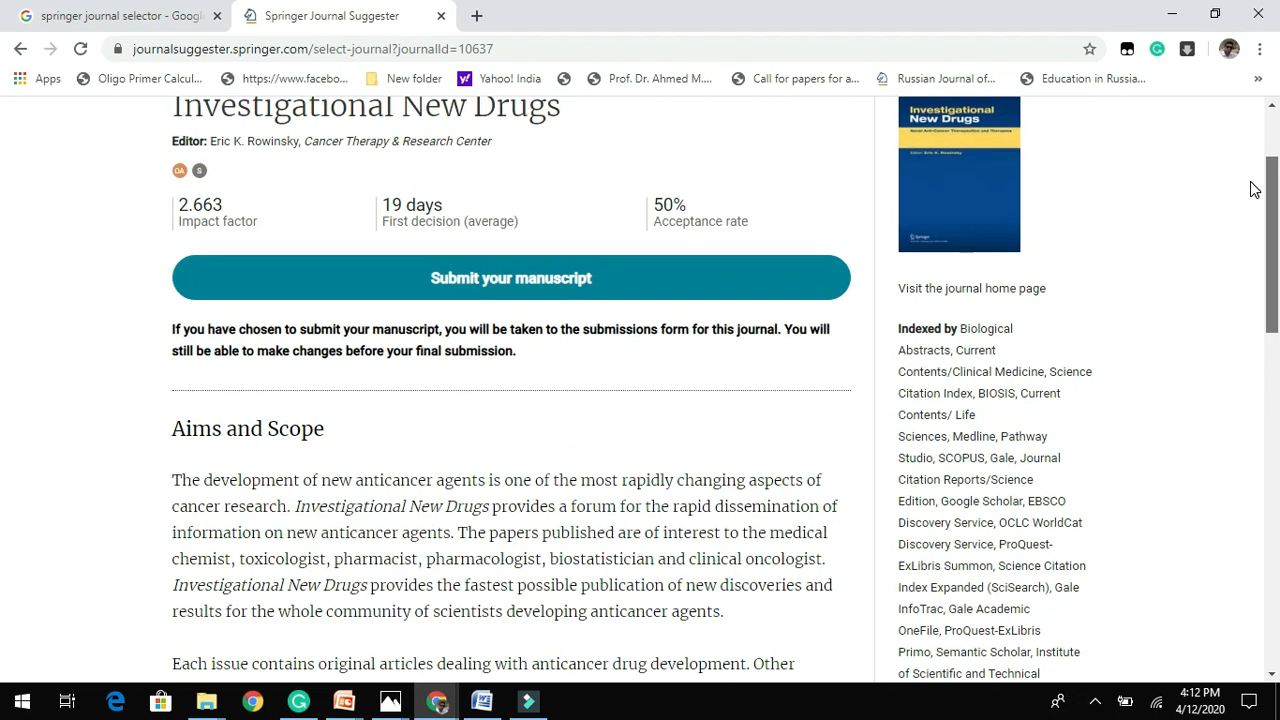 springer journal selector - Goog
Springer Journal Suggester
journalsuggester.springer.com/select-journal?journalId=10637
Apps
Oligo Primer Calcul...
https://www.facebo...
New folder
Yahoo! India
Prof. Dr. Ahmed M....
Call for papers for a...
Russian Journal of...
Education in Russia...
»
Investigational New Drugs
Editor: Eric K. Rowinsky, Cancer Therapy & Research Center
OA S
2.663
Impact factor
19 days
First decision (average)
50%
Acceptance rate
Submit your manuscript
If you have chosen to submit your manuscript, you will be taken to the submissions form for this journal. You will
still be able to make changes before your final submission.
Aims and Scope
The development of new anticancer agents is one of the most rapidly changing aspects of
cancer research. Investigational New Drugs provides a forum for the rapid dissemination of
information on new anticancer agents. The papers published are of interest to the medical
chemist, toxicologist, pharmacist, pharmacologist, biostatistician and clinical oncologist.
Investigational New Drugs provides the fastest possible publication of new discoveries and
results for the whole community of scientists developing anticancer agents.
Each issue contains original articles dealing with anticancer drug development. Other
Investigational
New Drugs
Visit the journal home page
Indexed by Biological
Abstracts, Current
Contents/Clinical Medicine, Science
Citation Index, BIOSIS, Current
Contents/ Life
Sciences, Medline, Pathway
Studio, SCOPUS, Gale, Journal
Citation Reports/Science
Edition, Google Scholar, EBSCO
Discovery Service, OCLC WorldCat
Discovery Service, ProQuest-
ExLibris Summon, Science Citation
Index Expanded (SciSearch), Gale
InfoTrac, Gale Academic
OneFile, ProQuest-ExLibris
Primo, Semantic Scholar, Institute
of Scientific and Technical
4:12 PM
4/12/2020